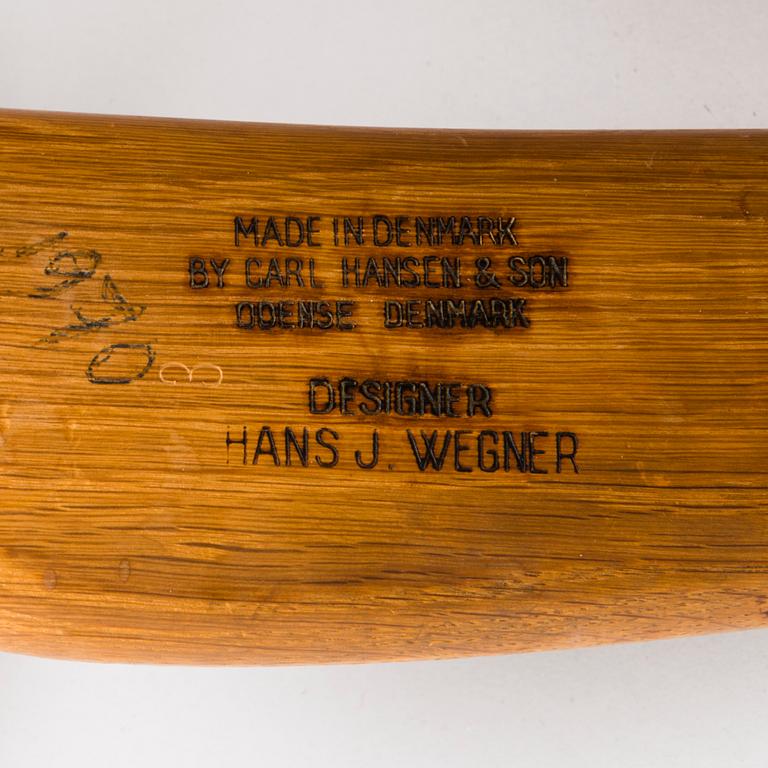 MADE IN DENMARK
BY CARL HANSEN & SON
ODENSE DENMARK
DESIGNER
HANS J. WEGNER